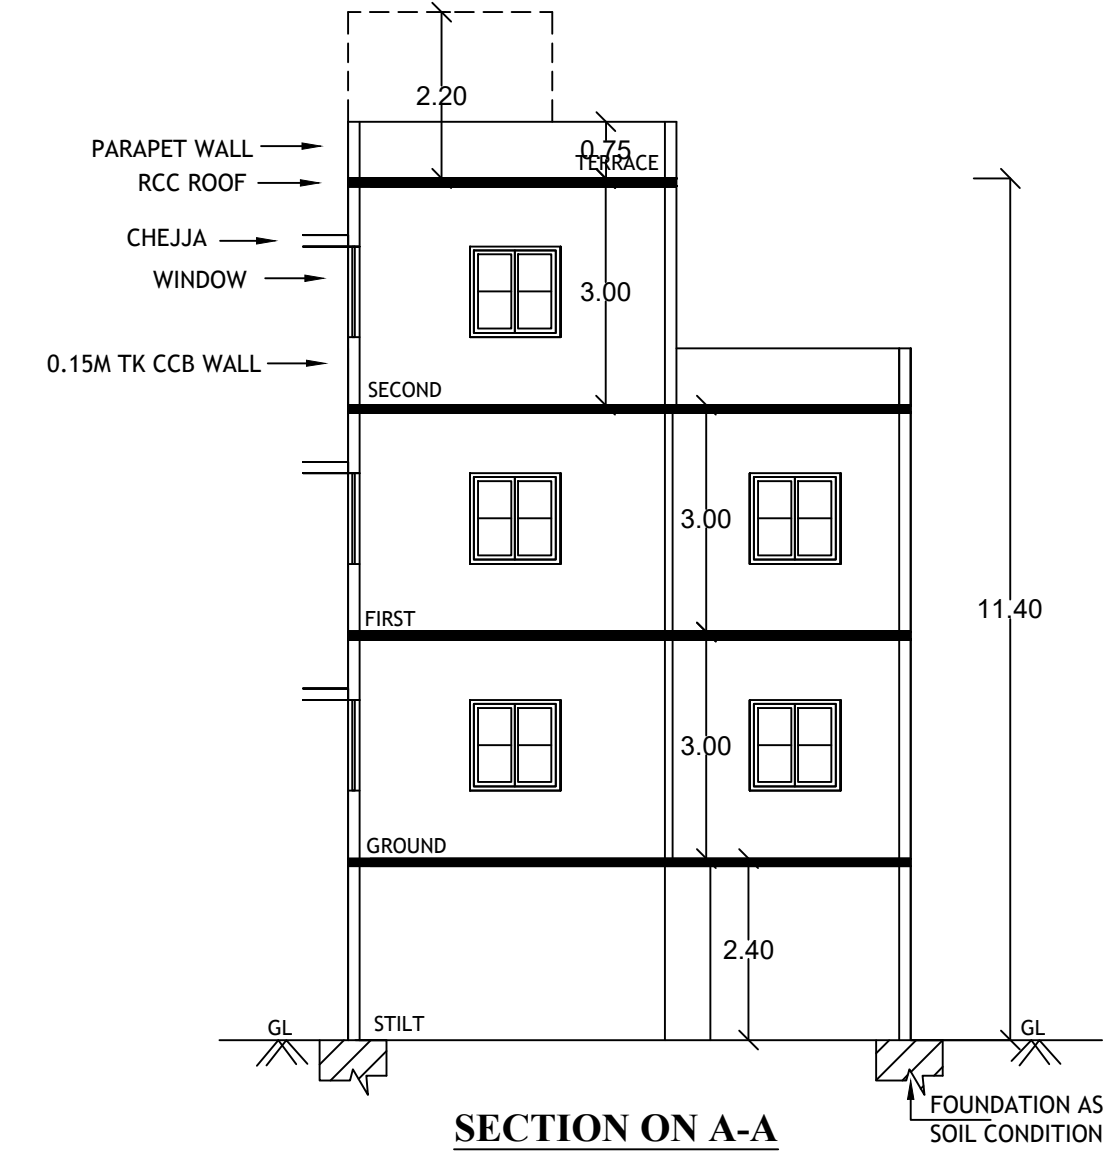 2.20
PARAPET WALL
0.75
TERRACE
RCC ROOF
CHEJJA
WINDOW
3.00
0.15M TK CCB WALL
SECOND
3.00
FIRST
11.40
3.00
GROUND
2.40
STILT
GL
GL
FOUNDATION AS
SOIL CONDITION
SECTION ON A-A